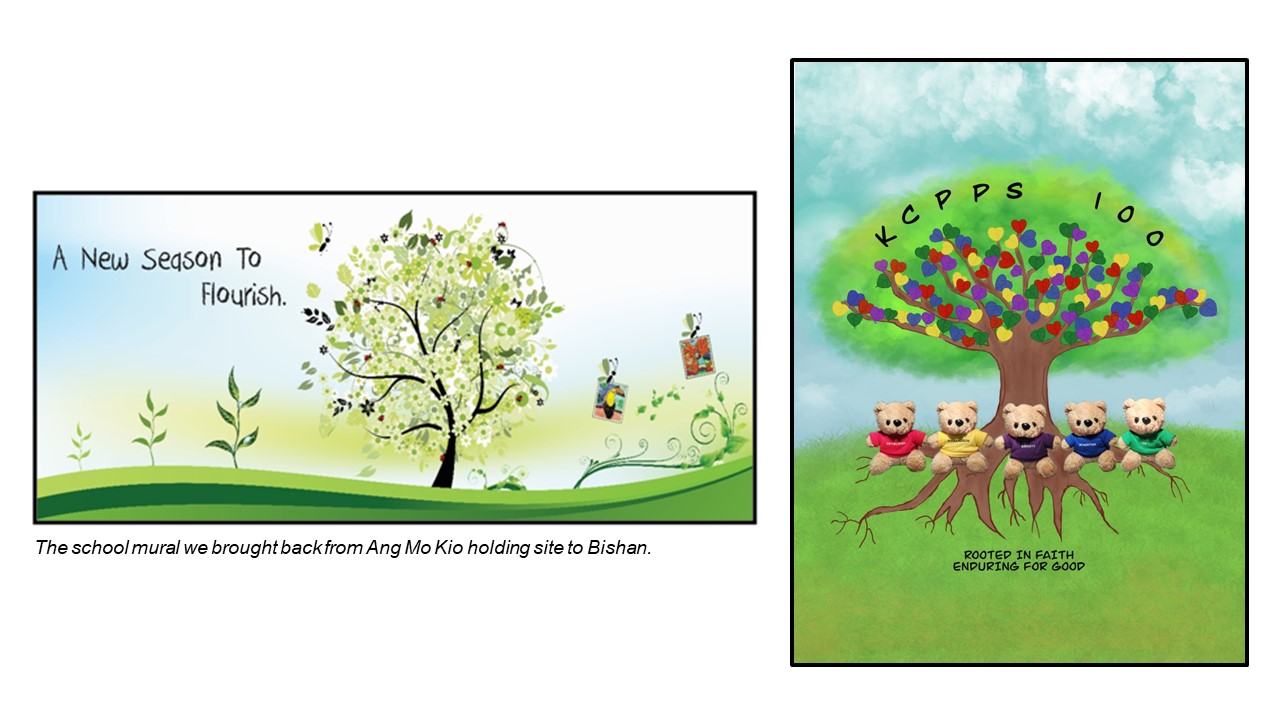 A New Season To
Flourish.
The school mural we brought back from Ang Mo Kio holding site to Bishan.
KCPPS 100
ROOTED IN FAITH
ENDURING FOR GOOD